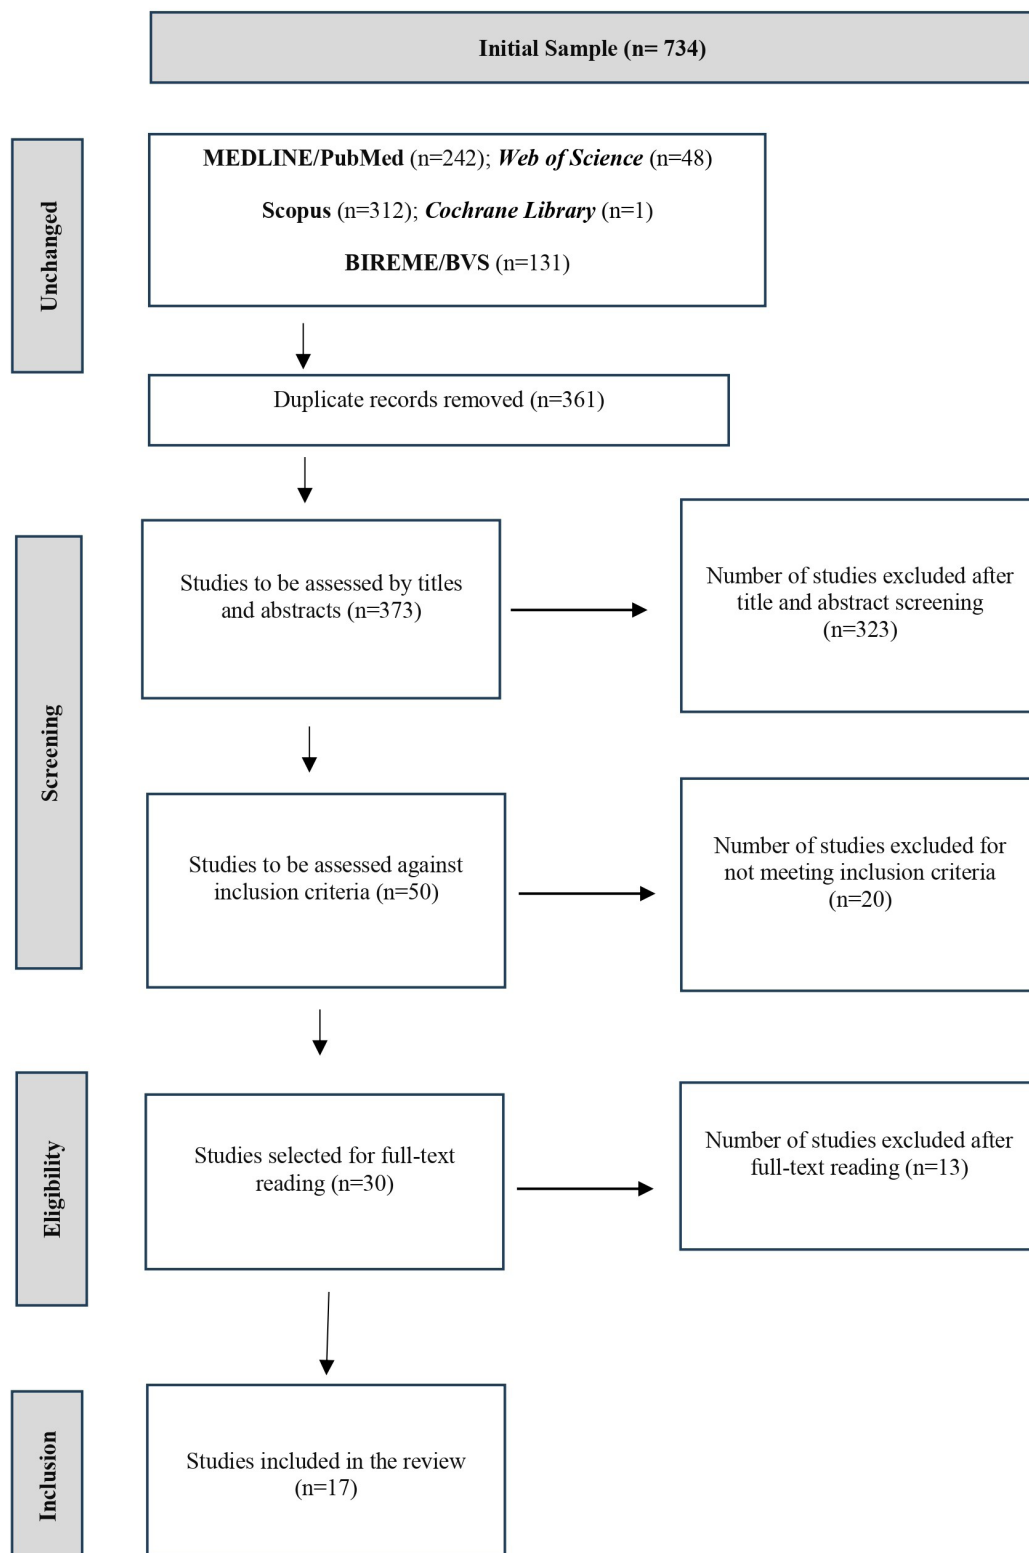 Initial Sample (n= 734)
Unchanged
MEDLINE/PubMed (n=242); Web of Science (n=48)
Scopus (n=312); Cochrane Library (n=1)
BIREME/BVS (n=131)
Duplicate records removed (n=361)
Screening
Studies to be assessed by titles
and abstracts (n=373)
Number of studies excluded after
title and abstract screening
(n=323)
Studies to be assessed against
inclusion criteria (n=50)
Number of studies excluded for
not meeting inclusion criteria
(n=20)
Eligibility
Studies selected for full-text
reading (n=30)
Number of studies excluded after
full-text reading (n=13)
Inclusion
Studies included in the review
(n=17)